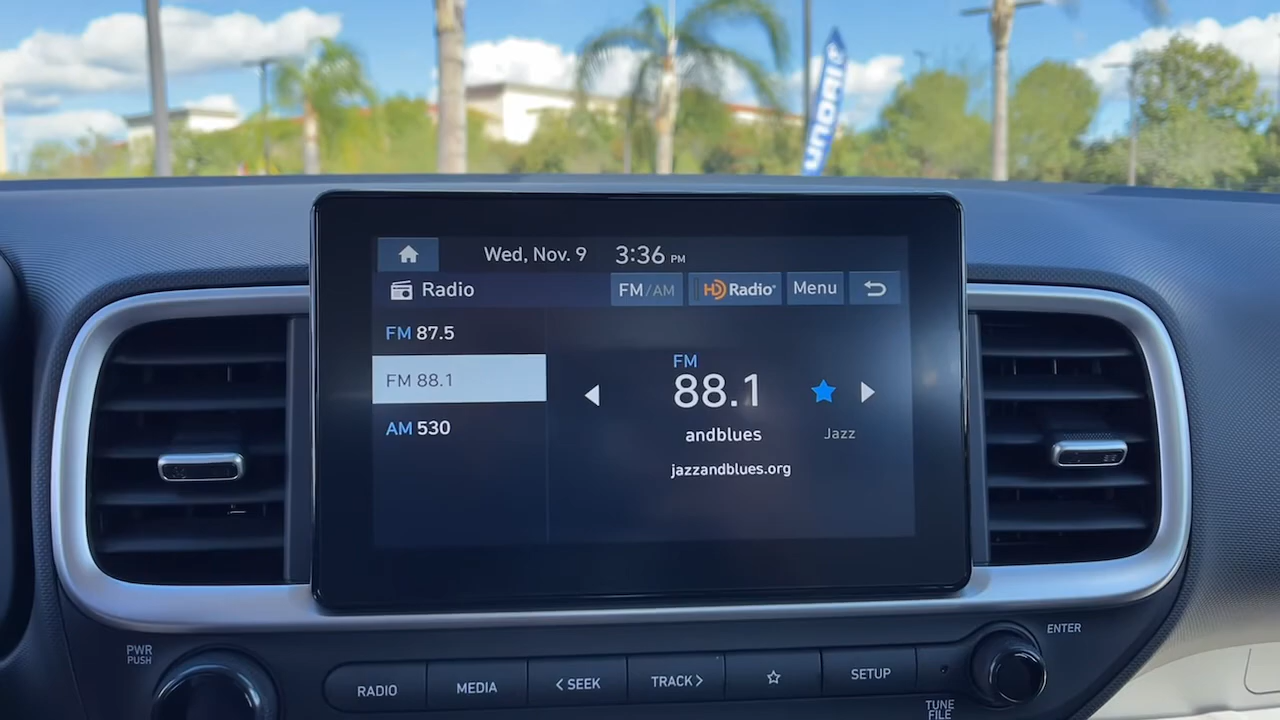 HYUNDAI
Wed, Nov. 9 3:36 PM
Radio FM/AM HD Radio Menu
FM 87.5
FM 88.1
AM 530
FM
88.1
andblues Jazz
jazzandblues.org
PWR
PUSH
ENTER
RADIO MEDIA < SEEK TRACK > SETUP
TUNE
FILE